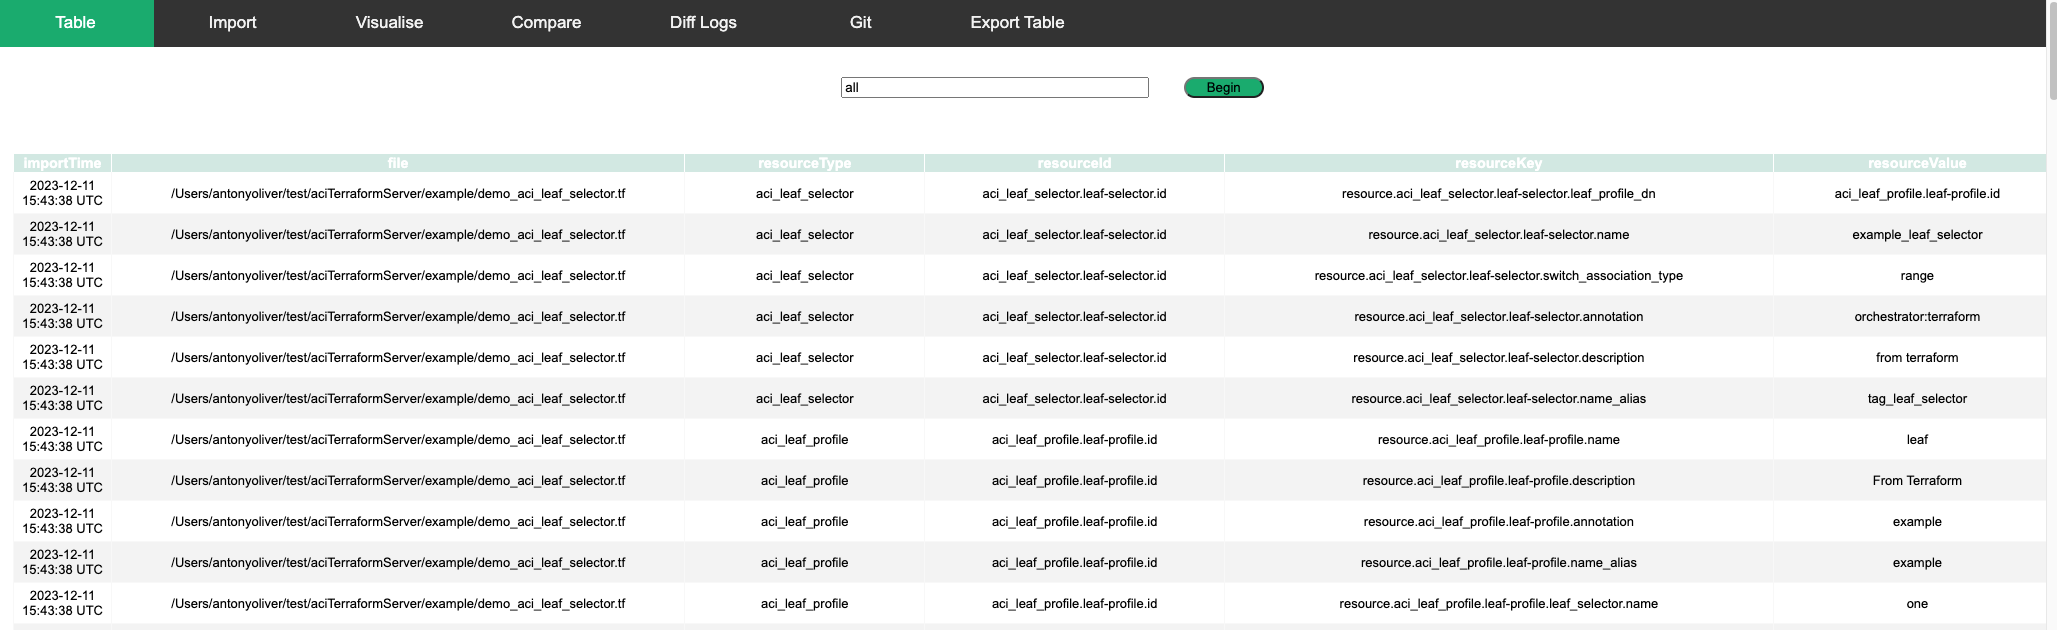 Table Import Visualise Compare Diff Logs Git Export Table
all Begin
importTime file resourceType resourceId resourceKey resourceValue
2023-12-11
15:43:38 UTC /Users/antonyoliver/test/aciTerraformServer/example/demo_aci_leaf_selector.tf aci_leaf_selector aci_leaf_selector.leaf-selector.id resource.aci_leaf_selector.leaf-selector.leaf_profile_dn aci_leaf_profile.leaf-profile.id
2023-12-11
15:43:38 UTC /Users/antonyoliver/test/aciTerraformServer/example/demo_aci_leaf_selector.tf aci_leaf_selector aci_leaf_selector.leaf-selector.id resource.aci_leaf_selector.leaf-selector.name example_leaf_selector
2023-12-11
15:43:38 UTC /Users/antonyoliver/test/aciTerraformServer/example/demo_aci_leaf_selector.tf aci_leaf_selector aci_leaf_selector.leaf-selector.id resource.aci_leaf_selector.leaf-selector.switch_association_type range
2023-12-11
15:43:38 UTC /Users/antonyoliver/test/aciTerraformServer/example/demo_aci_leaf_selector.tf aci_leaf_selector aci_leaf_selector.leaf-selector.id resource.aci_leaf_selector.leaf-selector.annotation orchestrator:terraform
2023-12-11
15:43:38 UTC /Users/antonyoliver/test/aciTerraformServer/example/demo_aci_leaf_selector.tf aci_leaf_selector aci_leaf_selector.leaf-selector.id resource.aci_leaf_selector.leaf-selector.description from terraform
2023-12-11
15:43:38 UTC /Users/antonyoliver/test/aciTerraformServer/example/demo_aci_leaf_selector.tf aci_leaf_selector aci_leaf_selector.leaf-selector.id resource.aci_leaf_selector.leaf-selector.name_alias tag_leaf_selector
2023-12-11
15:43:38 UTC /Users/antonyoliver/test/aciTerraformServer/example/demo_aci_leaf_selector.tf aci_leaf_profile aci_leaf_profile.leaf-profile.id resource.aci_leaf_profile.leaf-profile.name leaf
2023-12-11
15:43:38 UTC /Users/antonyoliver/test/aciTerraformServer/example/demo_aci_leaf_selector.tf aci_leaf_profile aci_leaf_profile.leaf-profile.id resource.aci_leaf_profile.leaf-profile.description From Terraform
2023-12-11
15:43:38 UTC /Users/antonyoliver/test/aciTerraformServer/example/demo_aci_leaf_selector.tf aci_leaf_profile aci_leaf_profile.leaf-profile.id resource.aci_leaf_profile.leaf-profile.annotation example
2023-12-11
15:43:38 UTC /Users/antonyoliver/test/aciTerraformServer/example/demo_aci_leaf_selector.tf aci_leaf_profile aci_leaf_profile.leaf-profile.id resource.aci_leaf_profile.leaf-profile.name_alias example
2023-12-11
15:43:38 UTC /Users/antonyoliver/test/aciTerraformServer/example/demo_aci_leaf_selector.tf aci_leaf_profile aci_leaf_profile.leaf-profile.id resource.aci_leaf_profile.leaf-profile.leaf_selector.name one